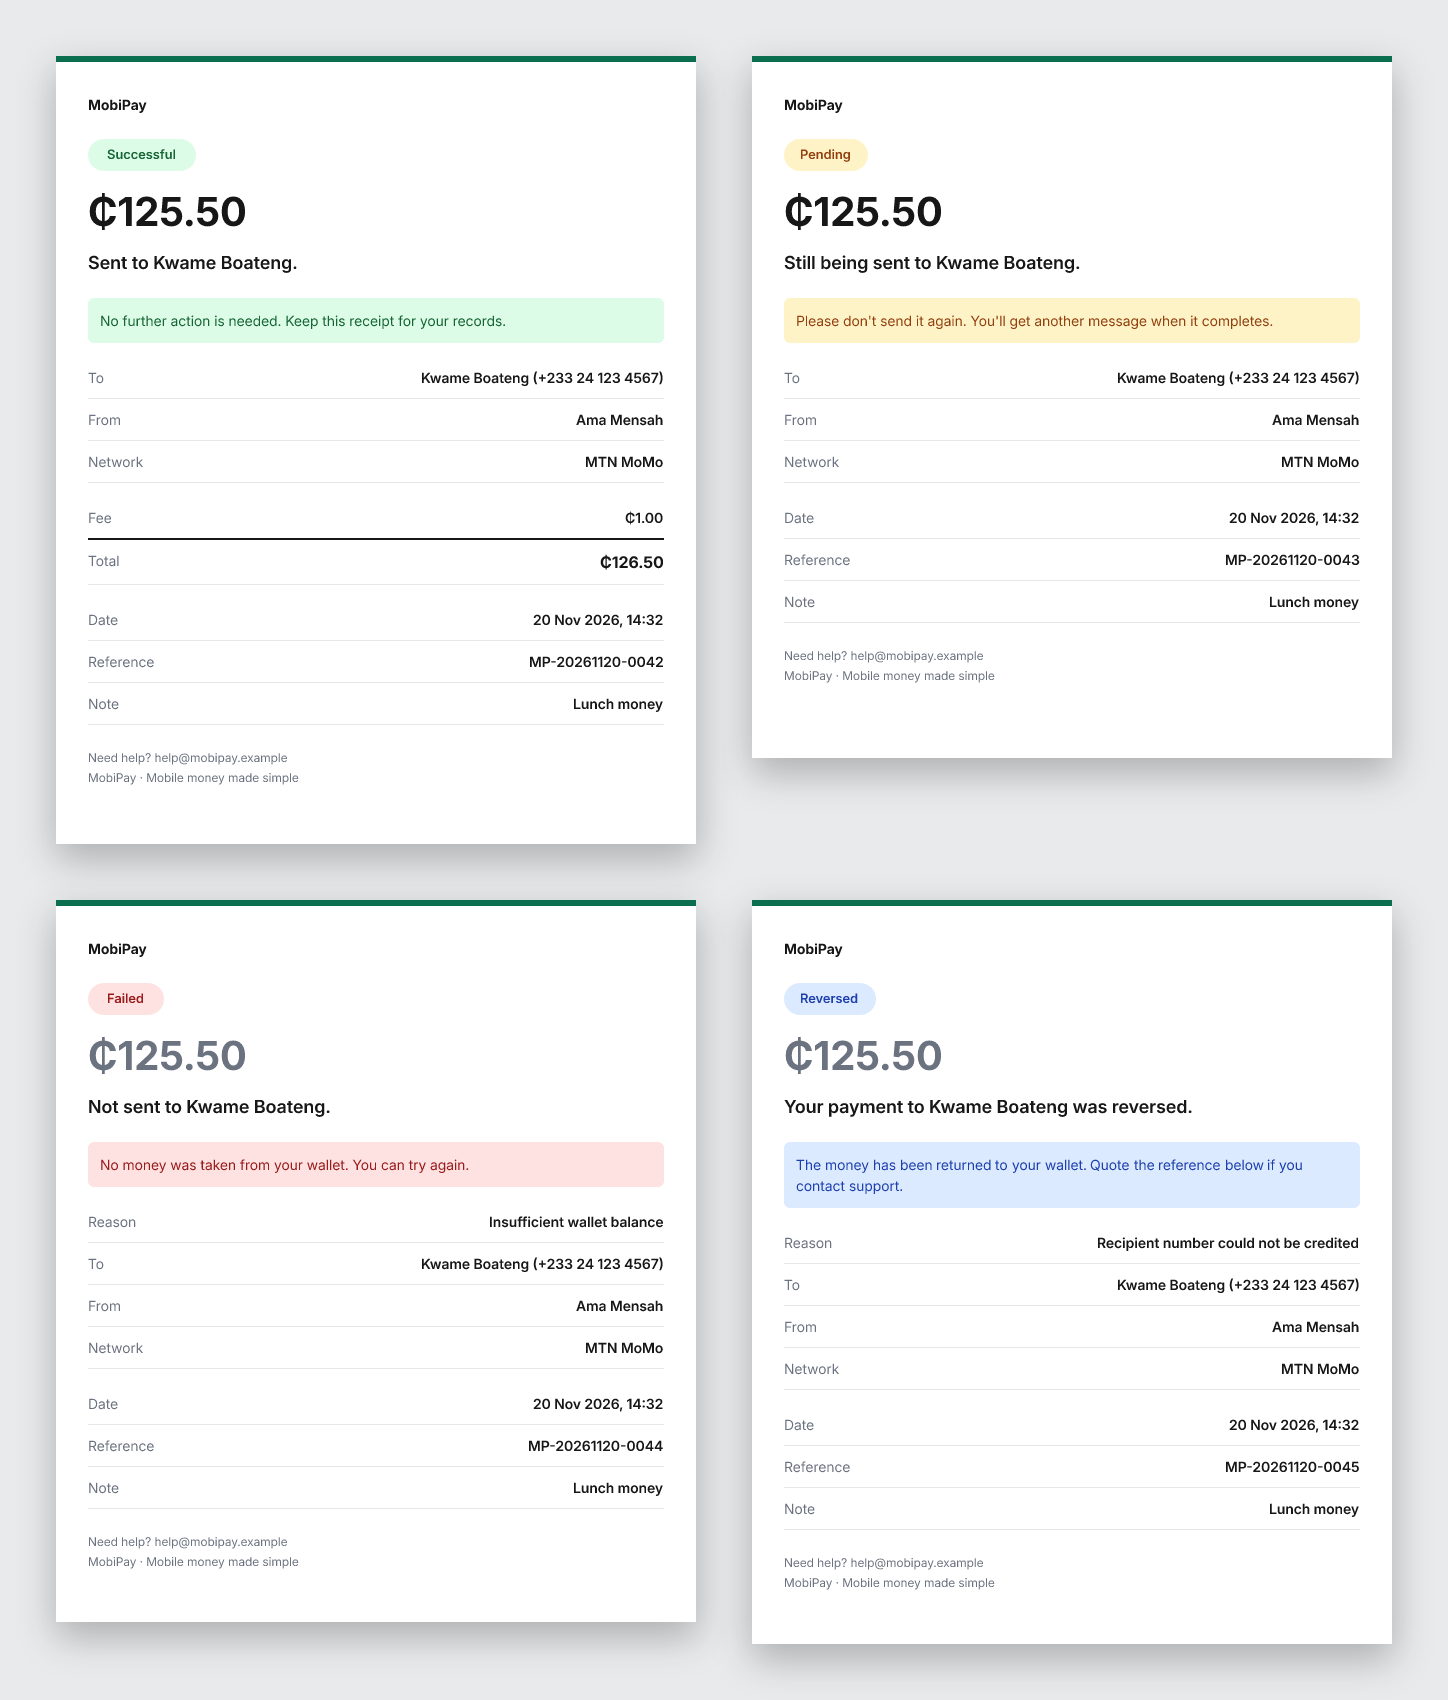 MobiPay
Successful
₵125.50
Sent to Kwame Boateng.
No further action is needed. Keep this receipt for your records.
To Kwame Boateng (+233 24 123 4567)
From Ama Mensah
Network MTN MoMo
Fee ₵1.00
Total ₵126.50
Date 20 Nov 2026, 14:32
Reference MP-20261120-0042
Note Lunch money
Need help? help@mobipay.example
MobiPay · Mobile money made simple
MobiPay
Pending
₵125.50
Still being sent to Kwame Boateng.
Please don't send it again. You'll get another message when it completes.
To Kwame Boateng (+233 24 123 4567)
From Ama Mensah
Network MTN MoMo
Date 20 Nov 2026, 14:32
Reference MP-20261120-0043
Note Lunch money
Need help? help@mobipay.example
MobiPay · Mobile money made simple
MobiPay
Failed
₵125.50
Not sent to Kwame Boateng.
No money was taken from your wallet. You can try again.
Reason Insufficient wallet balance
To Kwame Boateng (+233 24 123 4567)
From Ama Mensah
Network MTN MoMo
Date 20 Nov 2026, 14:32
Reference MP-20261120-0044
Note Lunch money
Need help? help@mobipay.example
MobiPay · Mobile money made simple
MobiPay
Reversed
₵125.50
Your payment to Kwame Boateng was reversed.
The money has been returned to your wallet. Quote the reference below if you
contact support.
Reason Recipient number could not be credited
To Kwame Boateng (+233 24 123 4567)
From Ama Mensah
Network MTN MoMo
Date 20 Nov 2026, 14:32
Reference MP-20261120-0045
Note Lunch money
Need help? help@mobipay.example
MobiPay · Mobile money made simple